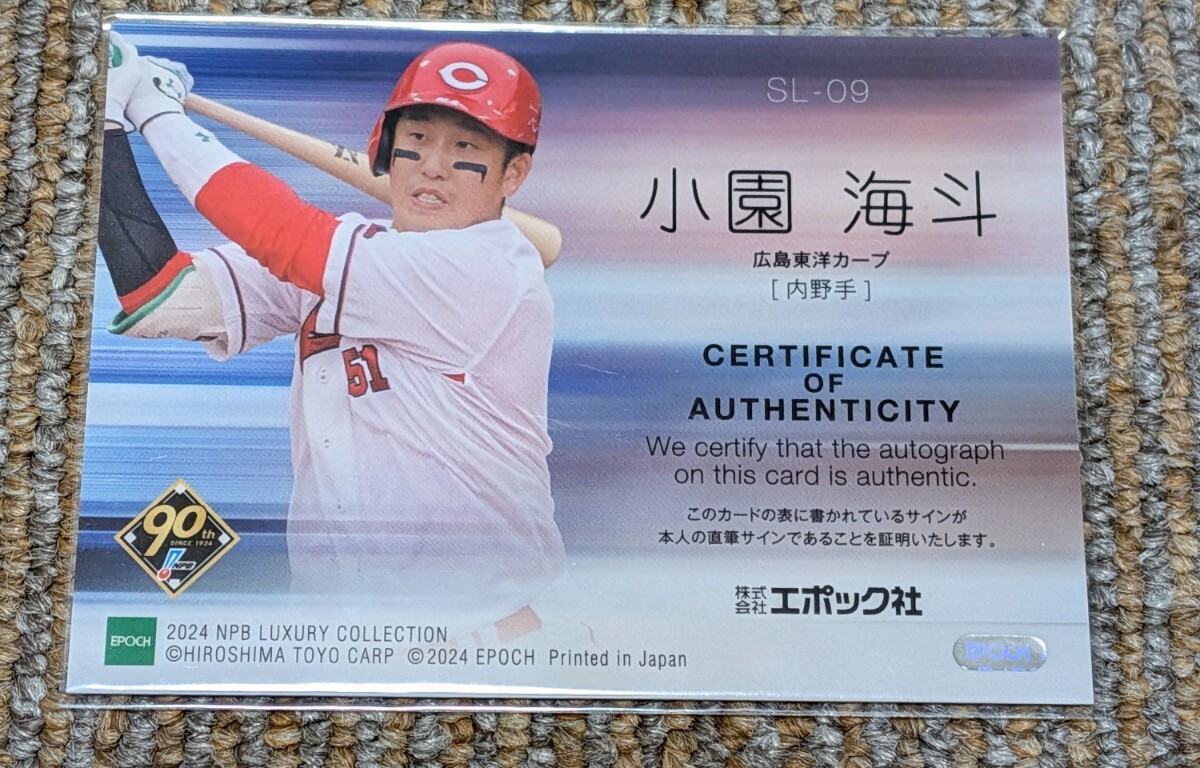 SL-09
小園 海斗
広島東洋カープ
[内野手]
CERTIFICATE
OF
AUTHENTICITY
We certify that the autograph
on this card is authentic.
このカードの表に書かれているサインが
本人の直筆サインであることを証明いたします。
株式会社エポック社
51
90th
SINCE 1934
NPB
EPOCH
2024 NPB LUXURY COLLECTION
©HIROSHIMA TOYO CARP ©2024 EPOCH Printed in Japan
EPOCH